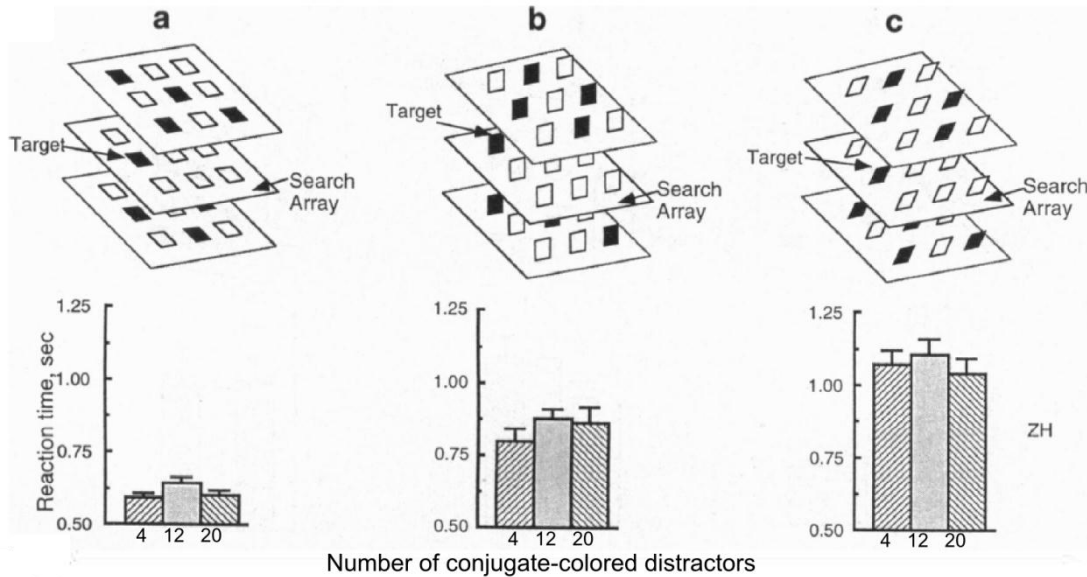 a
b
c
Target
Search
Array
Target
Search
Array
Target
Search
Array
Reaction time, sec
1.25
1.00
0.75
0.50
4 12 20
1.25
1.00
0.75
0.50
4 12 20
1.25
1.00
0.75
0.50
4 12 20
ZH
Number of conjugate-colored distractors